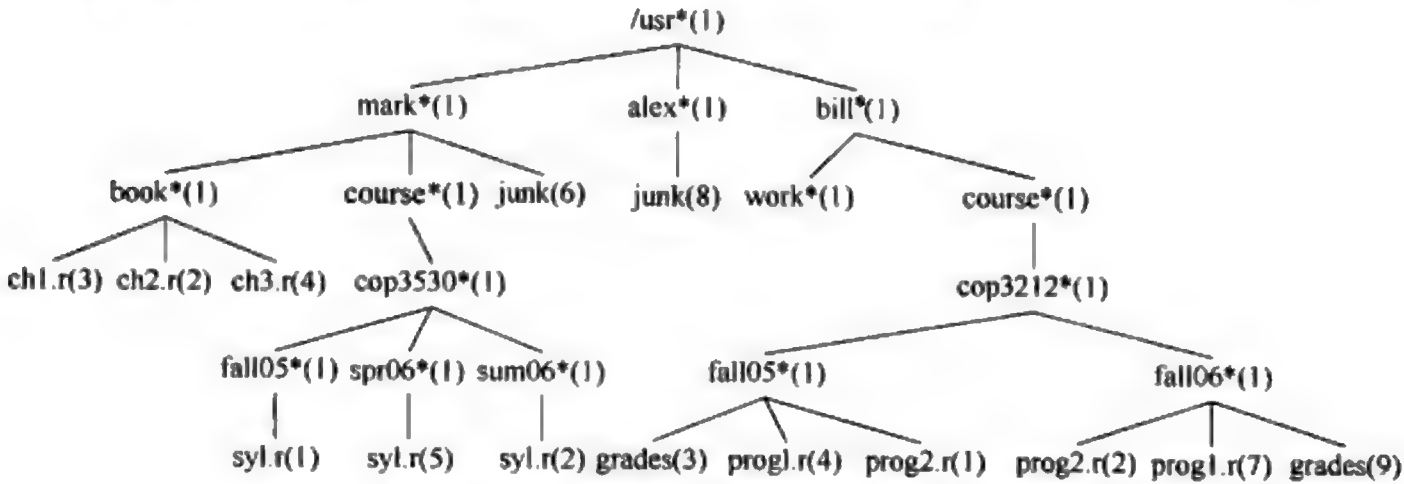 /usr*(1)
mark*(1) alex*(1) bill*(1)
book*(1) course*(1) junk(6) junk(8) work*(1) course*(1)
ch1.r(3) ch2.r(2) ch3.r(4) cop3530*(1) cop3212*(1)
fall05*(1) spr06*(1) sum06*(1) fall05*(1) fall06*(1)
syl.r(1) syl.r(5) syl.r(2) grades(3) prog1.r(4) prog2.r(1) prog2.r(2) prog1.r(7) grades(9)